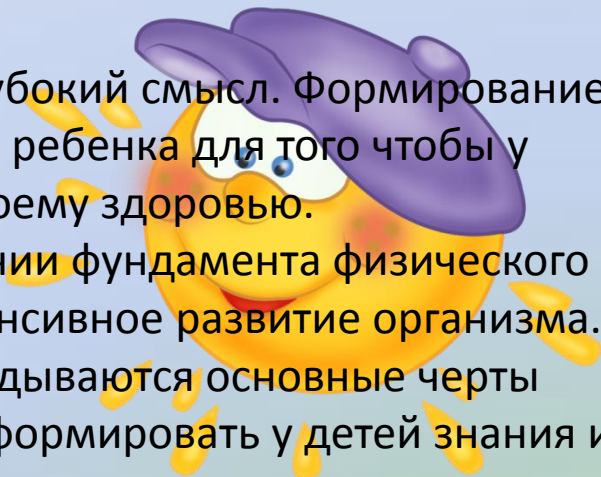 убокий смысл. Формирование
ребенка для того чтобы у
оему здоровью.
нии фундамента физического
нсивное развитие организма.
дываются основные черты
формировать у детей знания и